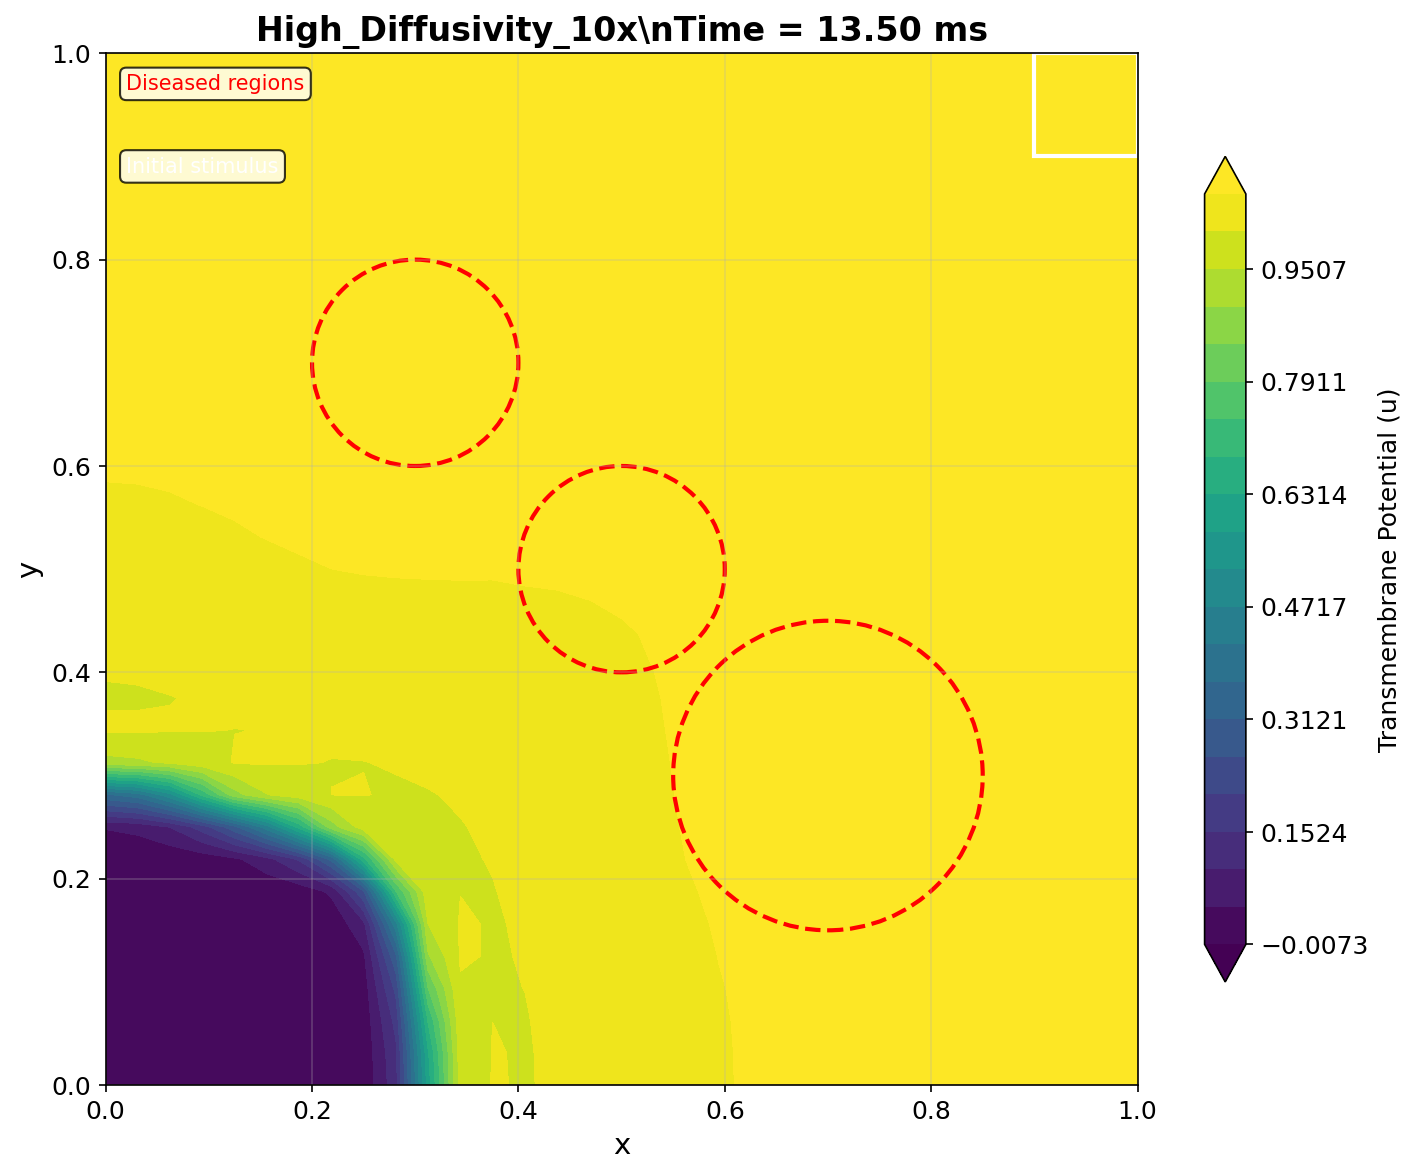 High_Diffusivity_10x\nTime = 13.50 ms
1.0
Diseased regions
Initial stimulus
0.8
0.6
0.4
0.2
0.0
y
0.0 0.2 0.4 0.6 0.8 1.0
x
0.9507
0.7911
0.6314
0.4717
0.3121
0.1524
−0.0073
Transmembrane Potential (u)